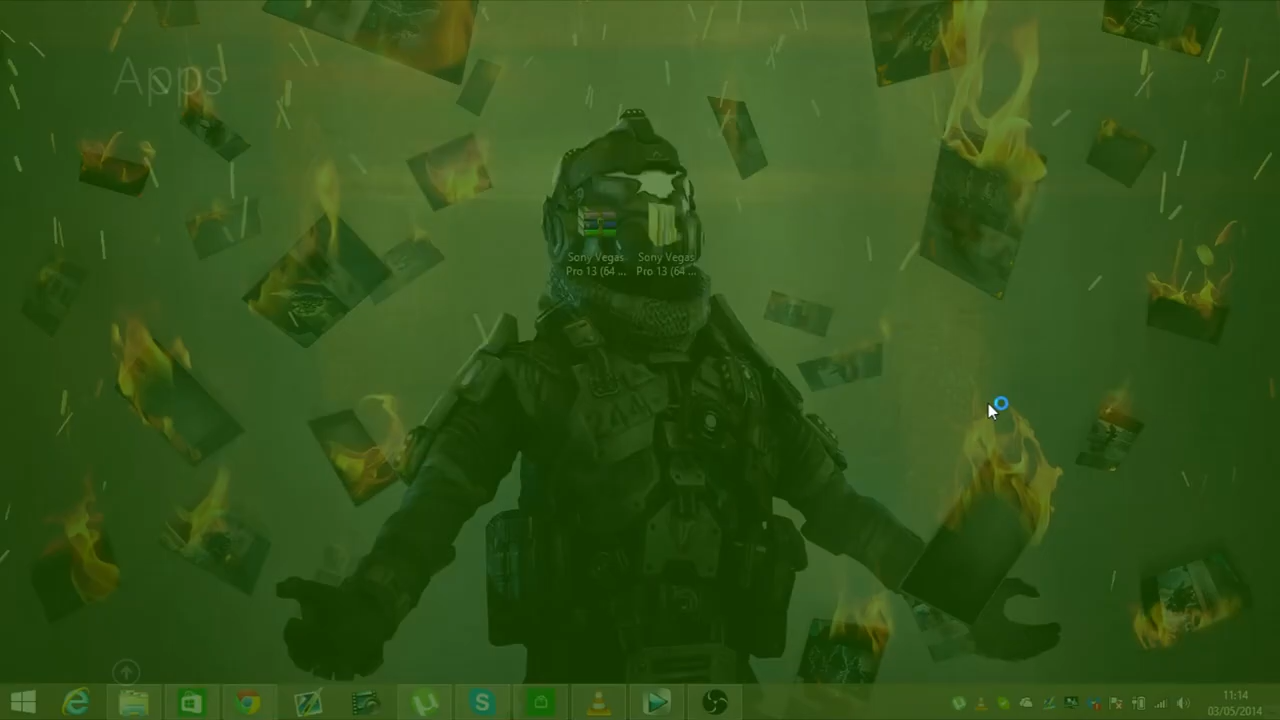 Apps
Sony Vegas
Pro 13 (64 ...
Sony Vegas
Pro 13 (64 ...
11:14
03/05/2014